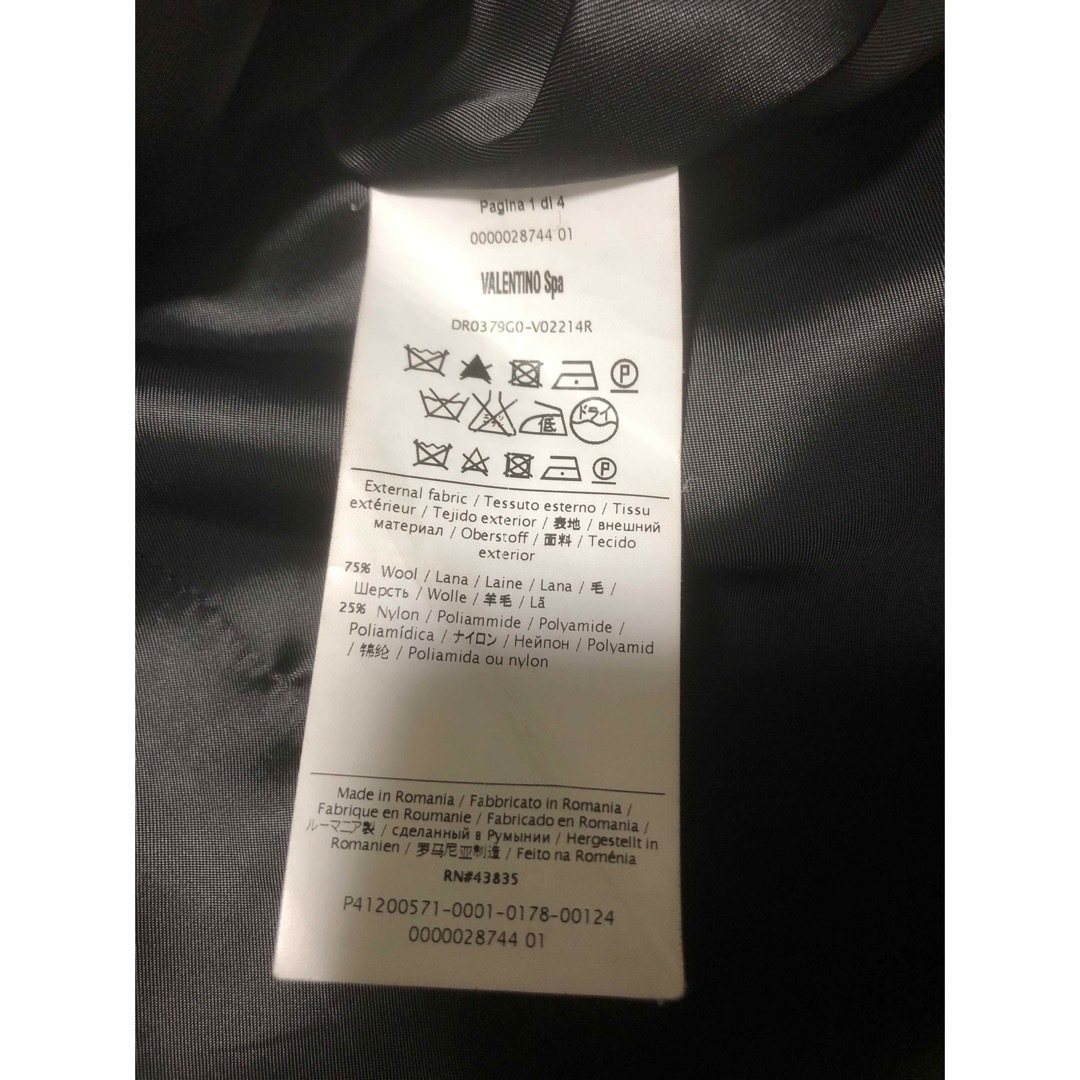 Pagina 1 di 4
0000028744 01
VALENTINO Spa
DR0379G0-V02214R
P
低 ドライ
P
External fabric / Tessuto esterno / Tissu
extérieur / Tejido exterior / 表地 / внешний
материал / Oberstoff / 面料 / Tecido
exterior
75% Wool / Lana / Laine / Lana / 毛 /
Шерсть / Wolle / 羊毛 / Lã
25% Nylon / Poliammide / Polyamide /
Poliamídica / ナイロン / Нейлон / Polyamid
/ 锦纶 / Poliamida ou nylon
Made in Romania / Fabbricato in Romania /
Fabrique en Roumanie / Fabricado en Romania /
ルーマニア製 / сделанный в Румынии / Hergestellt in
Romanien / 罗马尼亚制造 / Feito na Roménia
RN#43835
P41200571-0001-0178-00124
0000028744 01